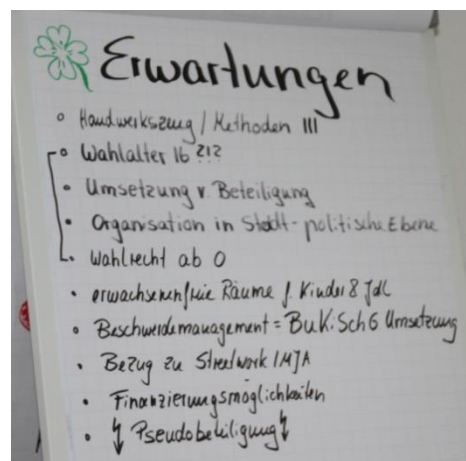 Erwartungen
Handwerkszeug / Methoden III
Wahlalter 16 ?!?
Umsetzung v. Beteiligung
Organisation in Stadt-politische Ebene
Wahlrecht ab 0
erwachsenenfreie Räume f. Kinder & Jdl
Beschwerdemanagement = BuKiSchG Umsetzung
Bezug zu Streetwork / MJA
Finanzierungsmöglichkeiten
Pseudobeteiligung